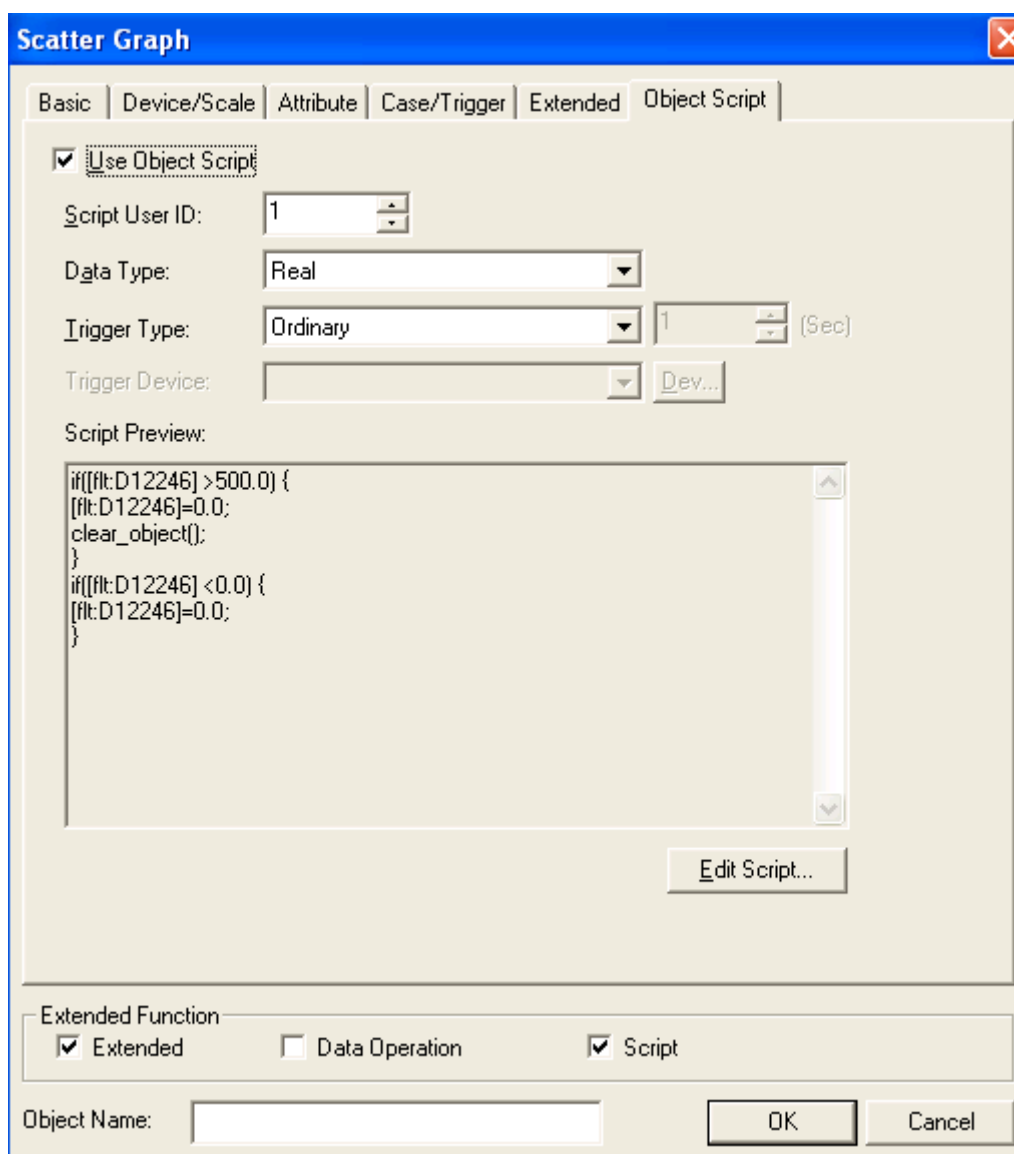 Scatter Graph
Basic Device/Scale Attribute Case/Trigger Extended Object Script
Use Object Script
Script User ID: 1
Data Type: Real
Trigger Type: Ordinary 1 (Sec)
Trigger Device: Dev...
Script Preview:
if([flt:D12246] >500.0) {
[flt:D12246]=0.0;
clear_object();
}
if([flt:D12246] <0.0) {
[flt:D12246]=0.0;
}
Edit Script...
Extended Function
Extended Data Operation Script
Object Name: OK Cancel